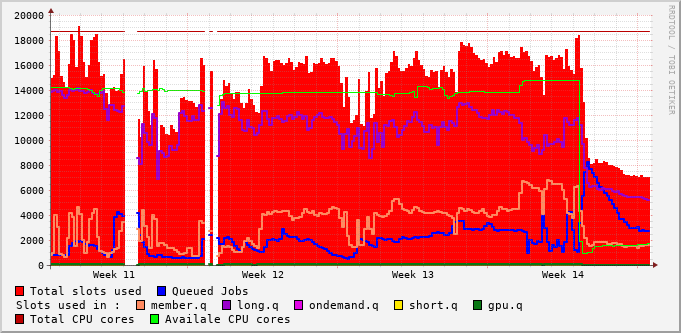 20000
18000
16000
14000
12000
10000
8000
6000
4000
2000
0
Week 11 Week 12 Week 13 Week 14
RRDTOOL / TOBI OETIKER
Total slots used Queued Jobs
Slots used in : member.q long.q ondemand.q short.q gpu.q
Total CPU cores Availale CPU cores